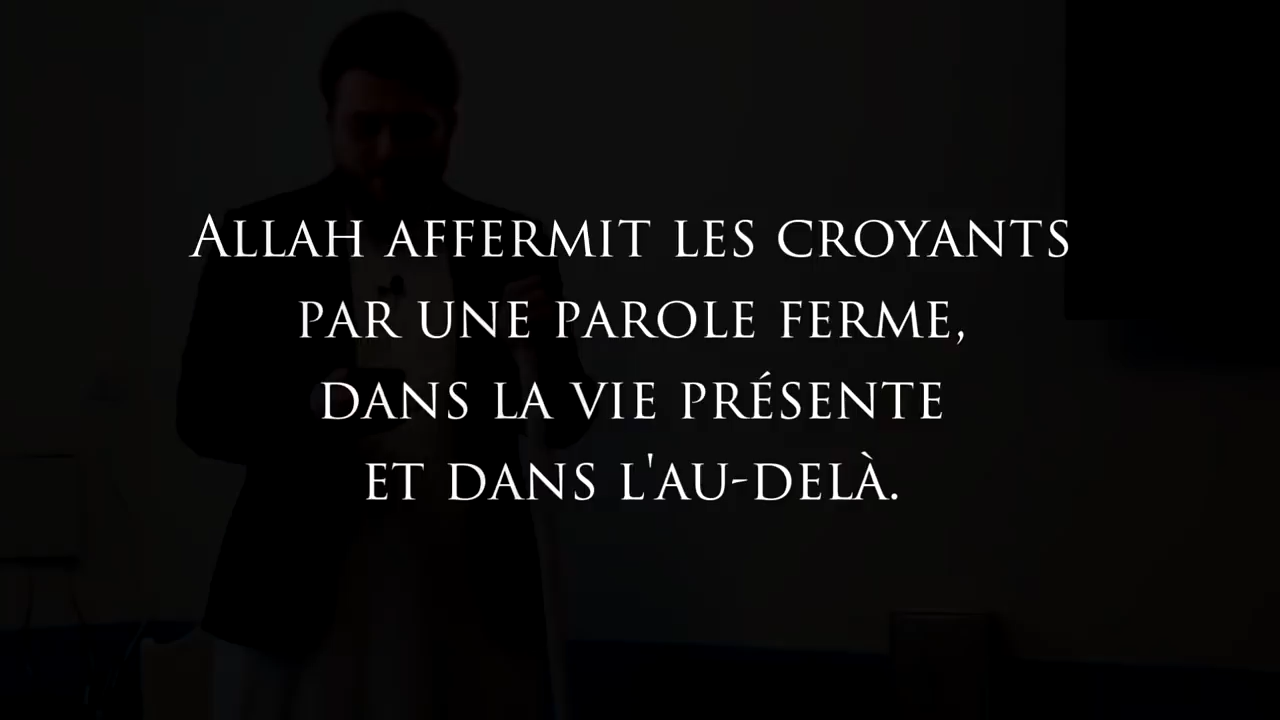 Allah affermit les croyants
par une parole ferme,
dans la vie présente
et dans l'au-delà.